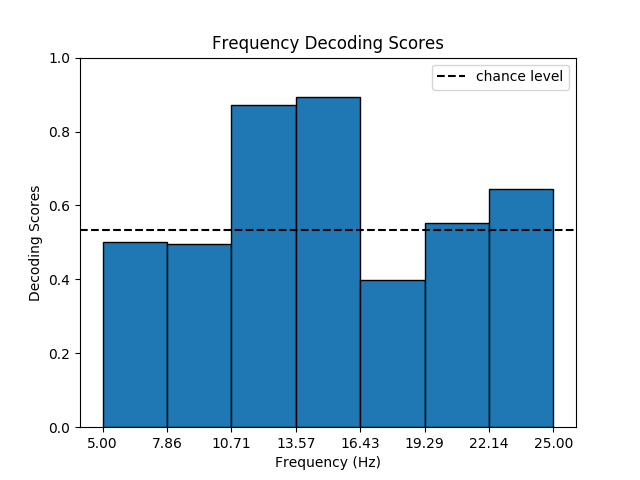 Frequency Decoding Scores
1.0
chance level
0.8
0.6
0.4
0.2
0.0
Decoding Scores
5.00 7.86 10.71 13.57 16.43 19.29 22.14 25.00
Frequency (Hz)